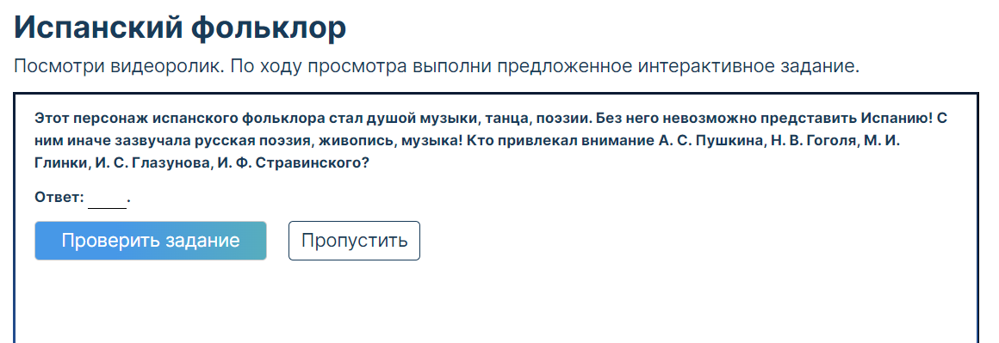 Испанский фольклор
Посмотри видеоролик. По ходу просмотра выполни предложенное интерактивное задание.
Этот персонаж испанского фольклора стал душой музыки, танца, поэзии. Без него невозможно представить Испанию! С
ним иначе зазвучала русская поэзия, живопись, музыка! Кто привлекал внимание А. С. Пушкина, Н. В. Гоголя, М. И.
Глинки, И. С. Глазунова, И. Ф. Стравинского?
Ответ: ____.
Проверить задание
Пропустить